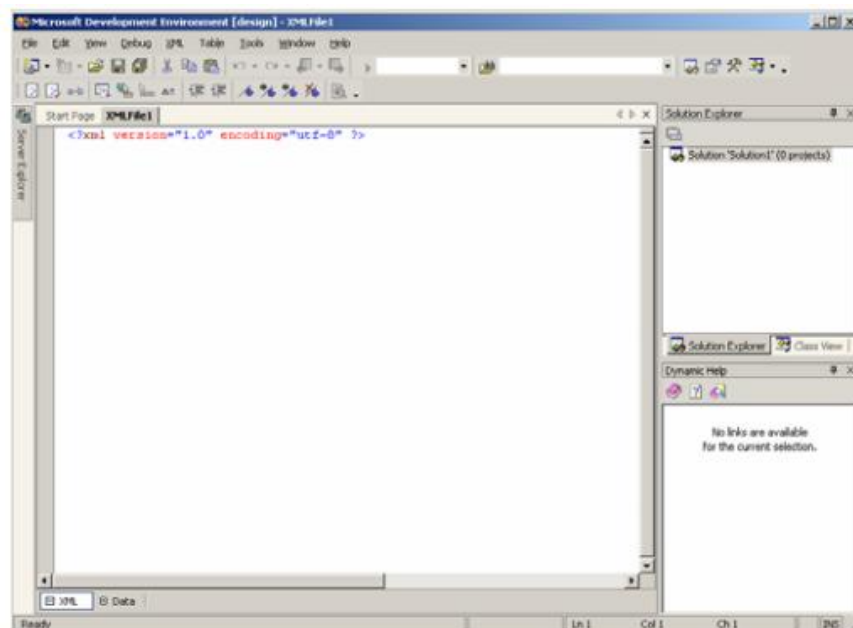 Microsoft Development Environment [design] - XMLFile1
File Edit View Debug XML Table Tools Window Help
Start Page XMLFile1
Solution Explorer
Server Explorer
<?xml version="1.0" encoding="utf-8" ?>
Solution 'Solution1' (0 projects)
Solution Explorer Class View
Dynamic Help
No links are available
for the current selection.
XML Data
Ready Ln 1 Col 1 Ch 1 INS